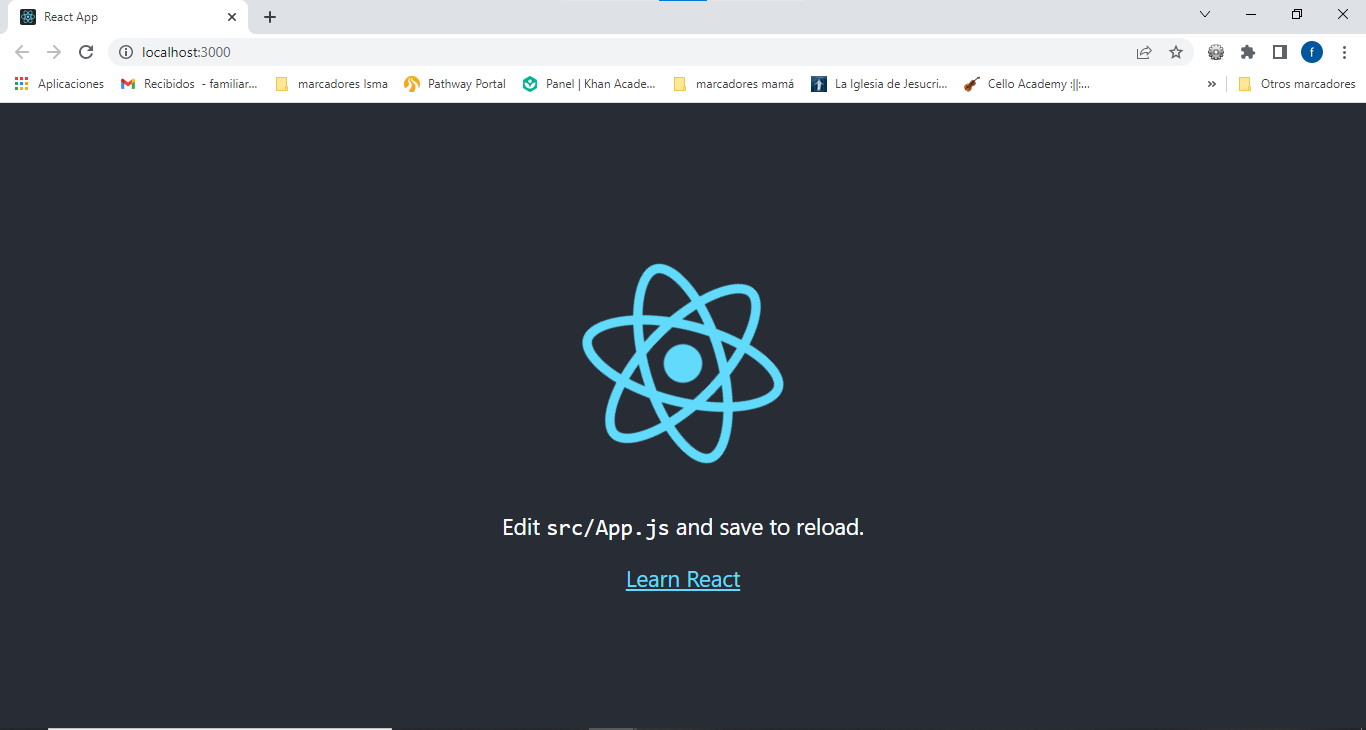 React App
localhost:3000
Aplicaciones Recibidos - familiar... marcadores Isma Pathway Portal Panel | Khan Acade... marcadores mamá La Iglesia de Jesucri... Cello Academy :||:... » Otros marcadores
f
Edit src/App.js and save to reload.
Learn React